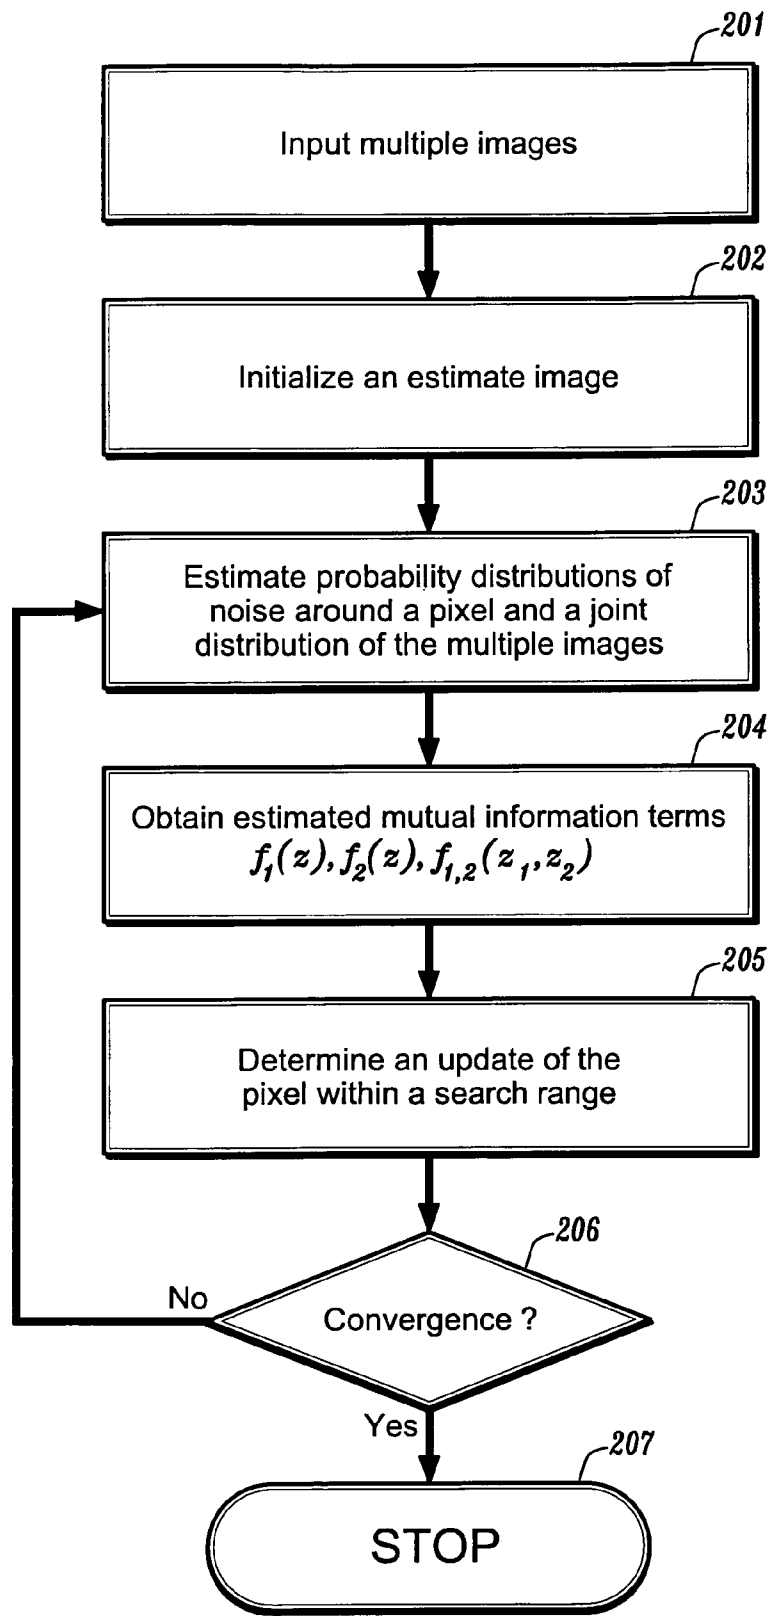 201
Input multiple images
202
Initialize an estimate image
203
Estimate probability distributions of
noise around a pixel and a joint
distribution of the multiple images
204
Obtain estimated mutual information terms
f₁(z), f₂(z), f₁,₂(z₁, z₂)
205
Determine an update of the
pixel within a search range
206
Convergence ?
No
Yes
207
STOP